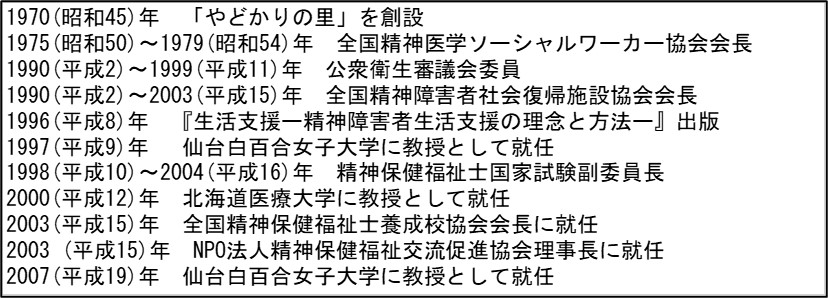 1970(昭和45)年　「やどかりの里」を創設
1975(昭和50)～1979(昭和54)年　全国精神医学ソーシャルワーカー協会会長
1990(平成2)～1999(平成11)年　公衆衛生審議会委員
1990(平成2)～2003(平成15)年　全国精神障害者社会復帰施設協会会長
1996(平成8)年　『生活支援ー精神障害者生活支援の理念と方法ー』出版
1997(平成9)年　仙台白百合女子大学に教授として就任
1998(平成10)～2004(平成16)年　精神保健福祉士国家試験副委員長
2000(平成12)年　北海道医療大学に教授として就任
2003(平成15)年　全国精神保健福祉士養成校協会会長に就任
2003 (平成15)年　NPO法人精神保健福祉交流促進協会理事長に就任
2007(平成19)年　仙台白百合女子大学に教授として就任